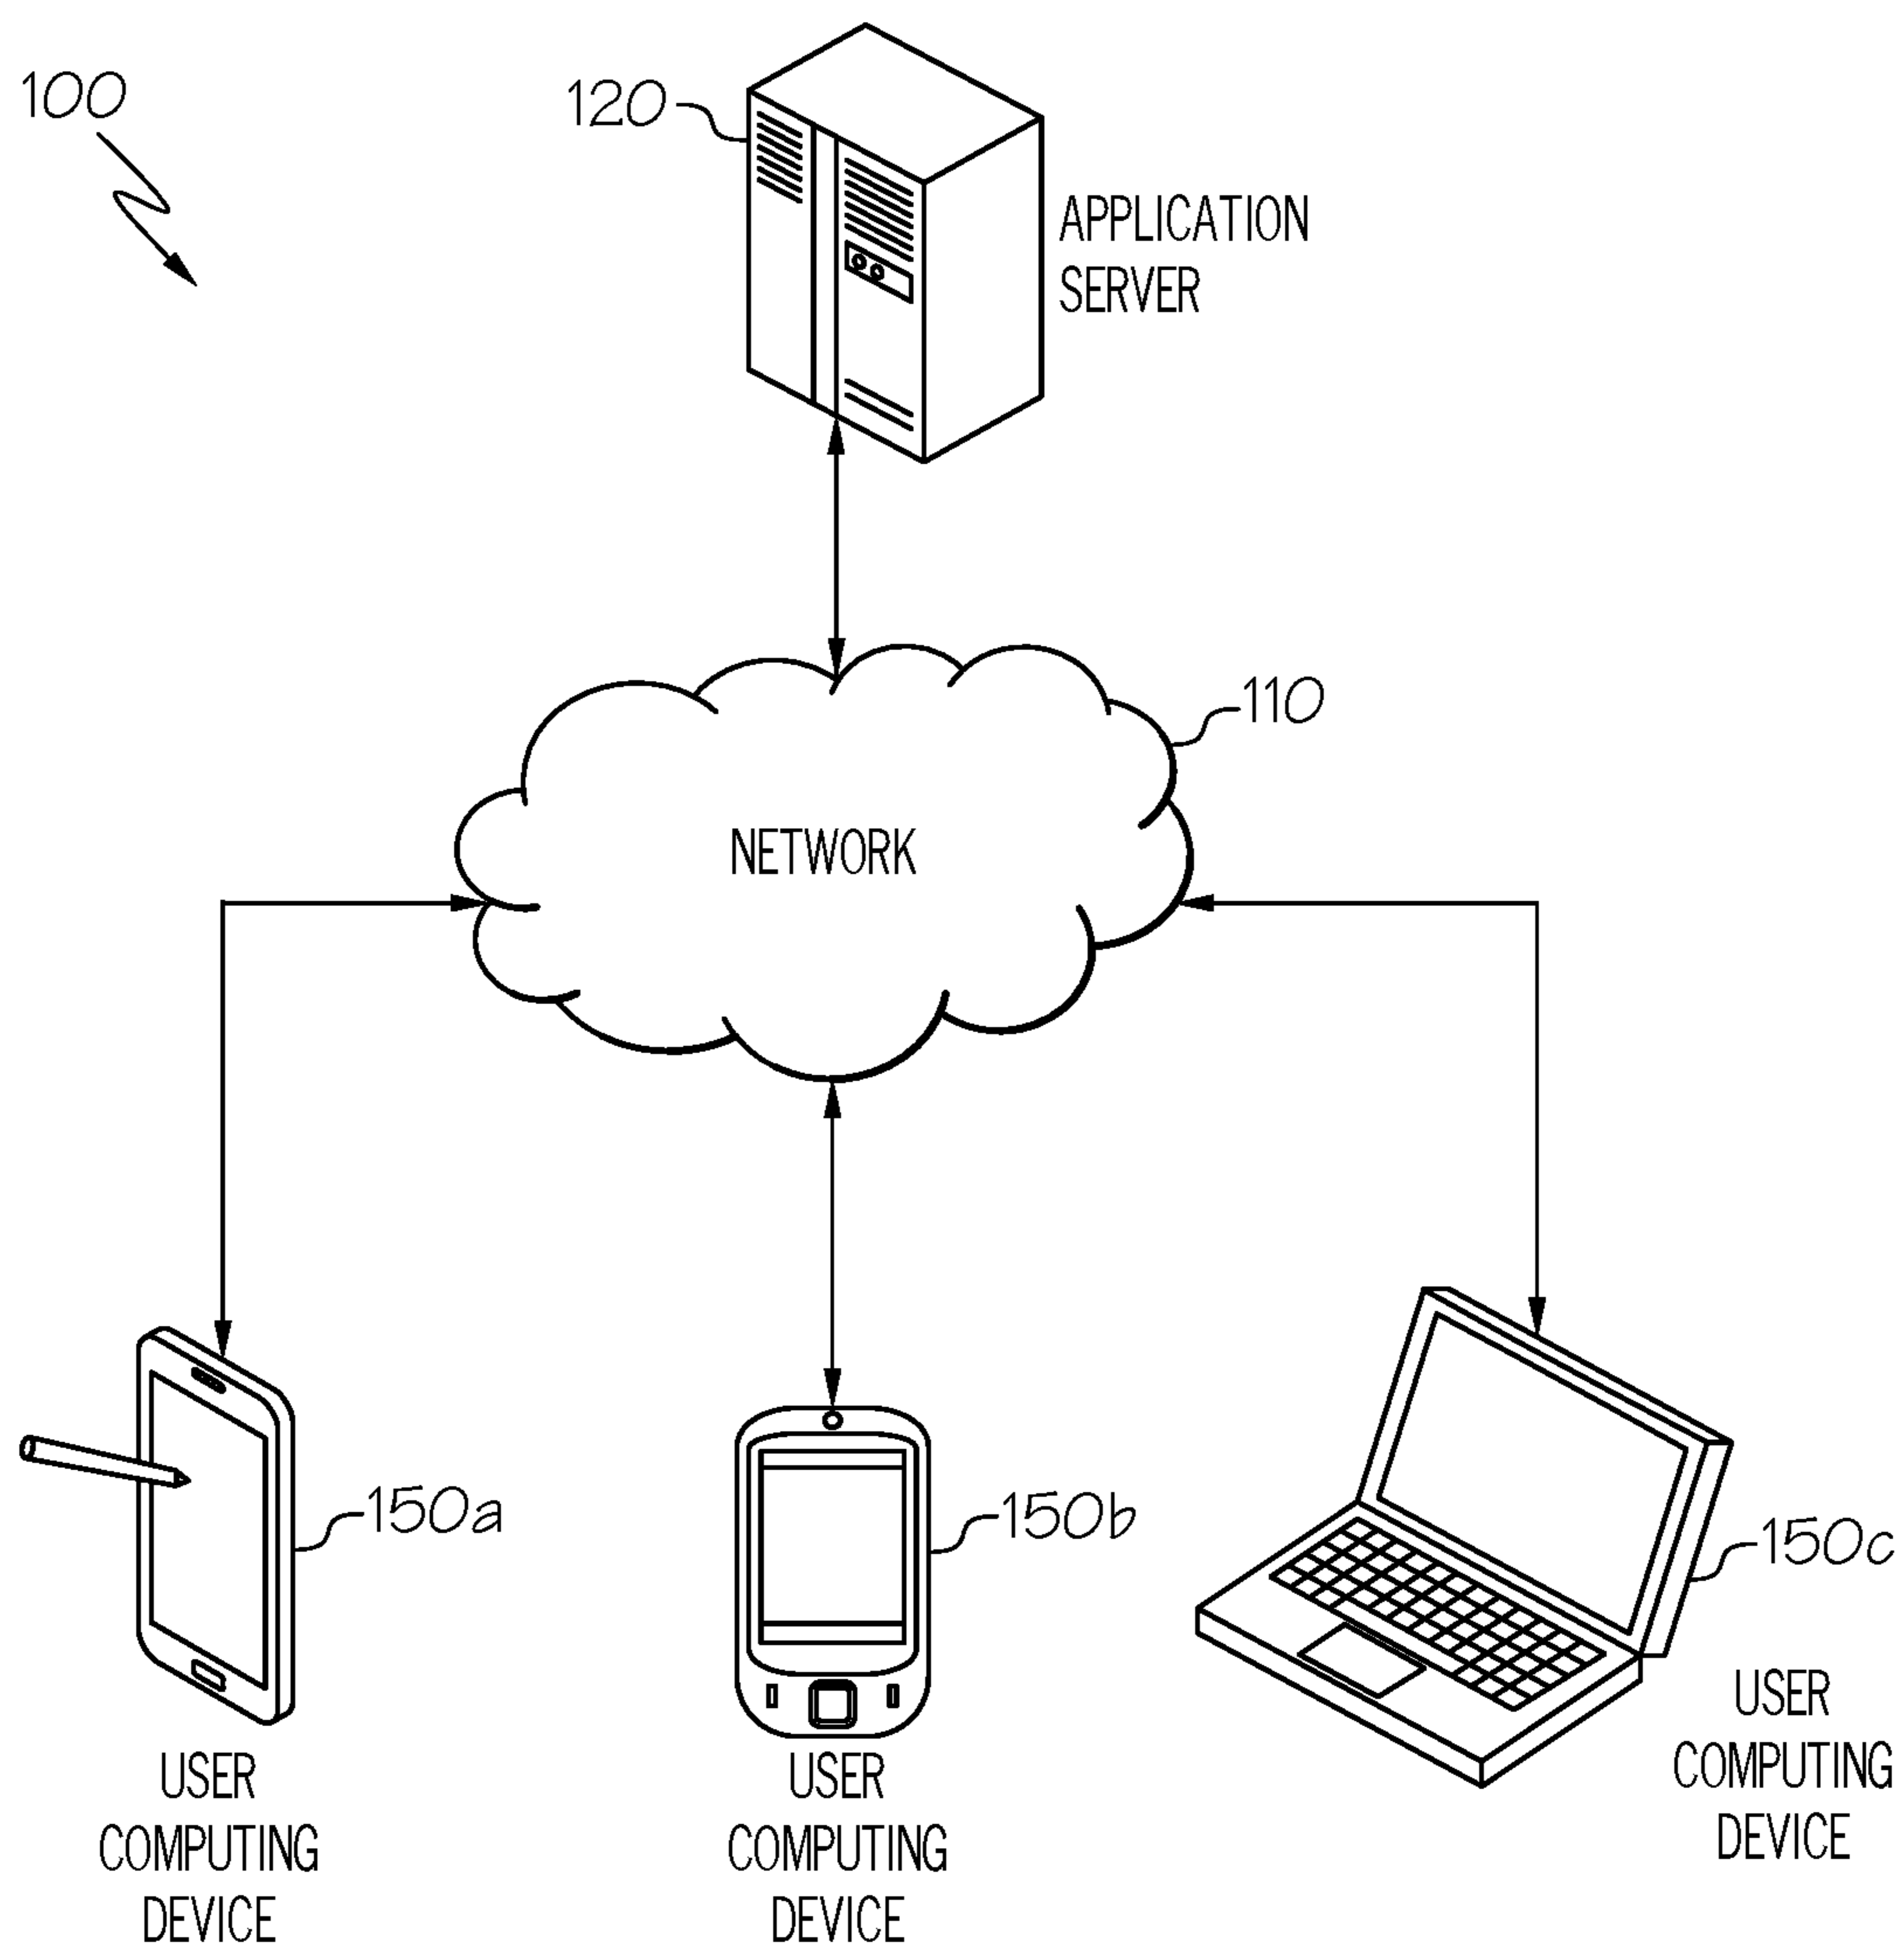 100
120
APPLICATION
SERVER
110
NETWORK
150a
150b
150c
USER
COMPUTING
DEVICE
USER
COMPUTING
DEVICE
USER
COMPUTING
DEVICE